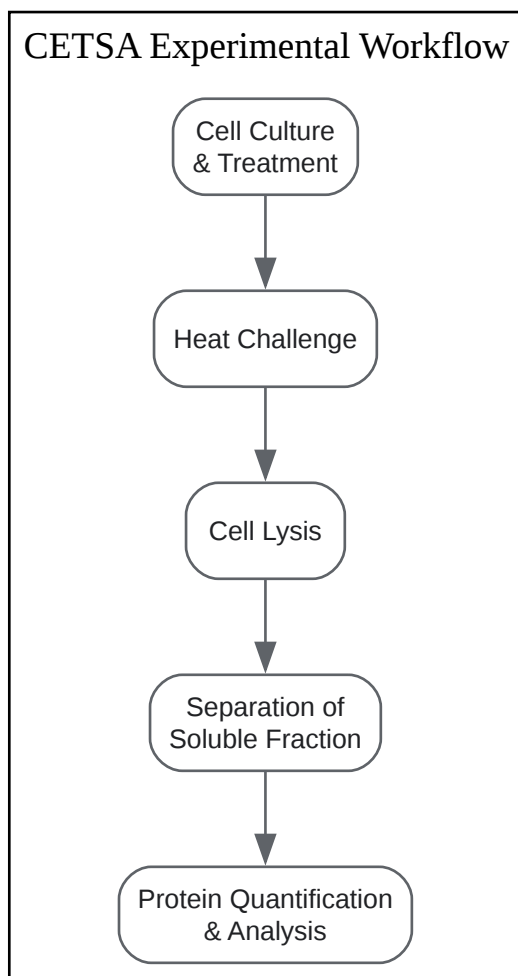 CETSA Experimental Workflow
Cell Culture
& Treatment
Heat Challenge
Cell Lysis
Separation of
Soluble Fraction
Protein Quantification
& Analysis